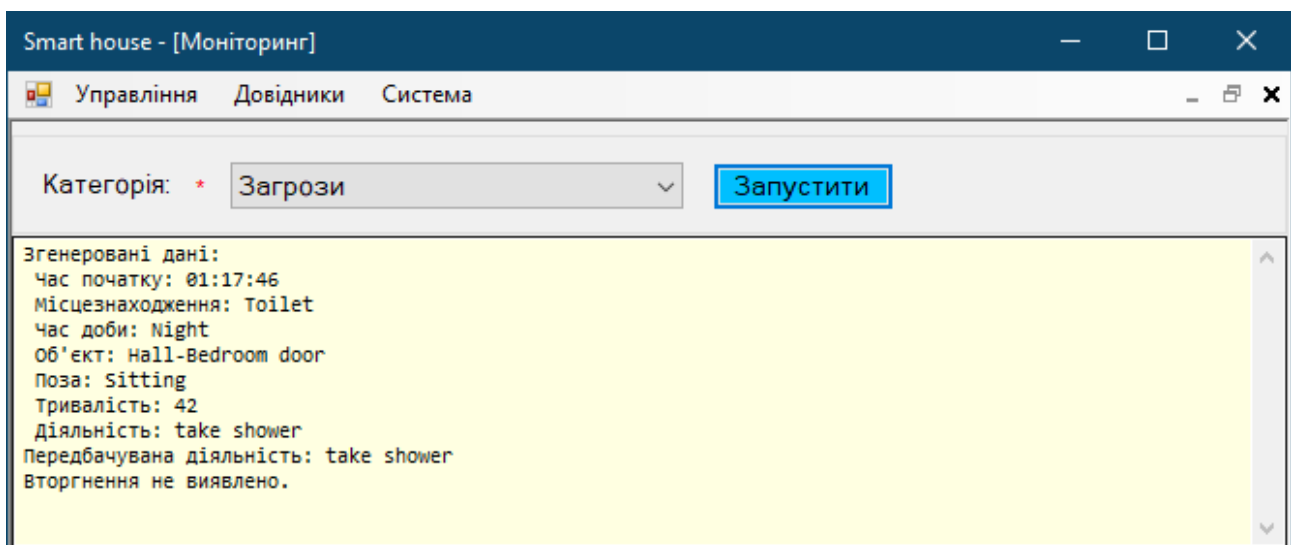 Smart house - [Моніторинг]
Управління Довідники Система
Категорія: * Загрози Запустити
Згенеровані дані:
Час початку: 01:17:46
Місцезнаходження: Toilet
Час доби: Night
Об'єкт: Hall-Bedroom door
Поза: Sitting
Тривалість: 42
Діяльність: take shower
Передбачувана діяльність: take shower
Вторгнення не виявлено.